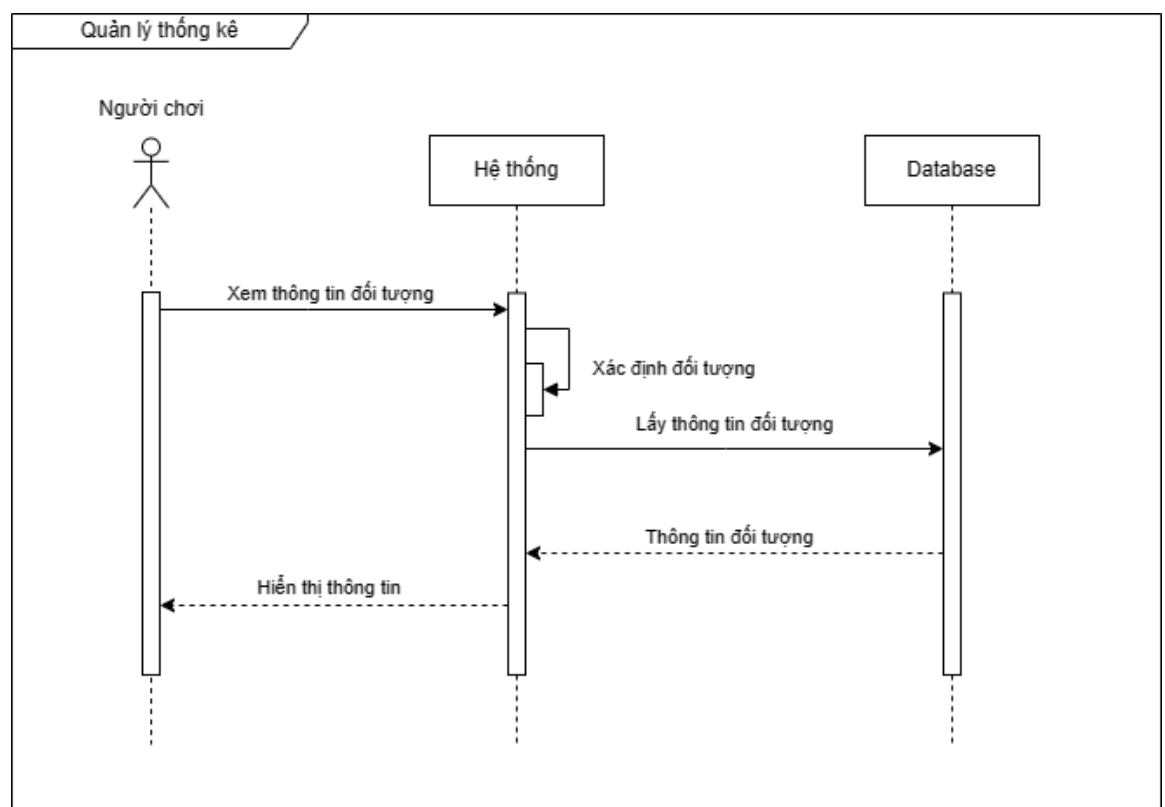 Quản lý thống kê
Người chơi
Hệ thống
Database
Xem thông tin đối tượng
Xác định đối tượng
Lấy thông tin đối tượng
Thông tin đối tượng
Hiển thị thông tin